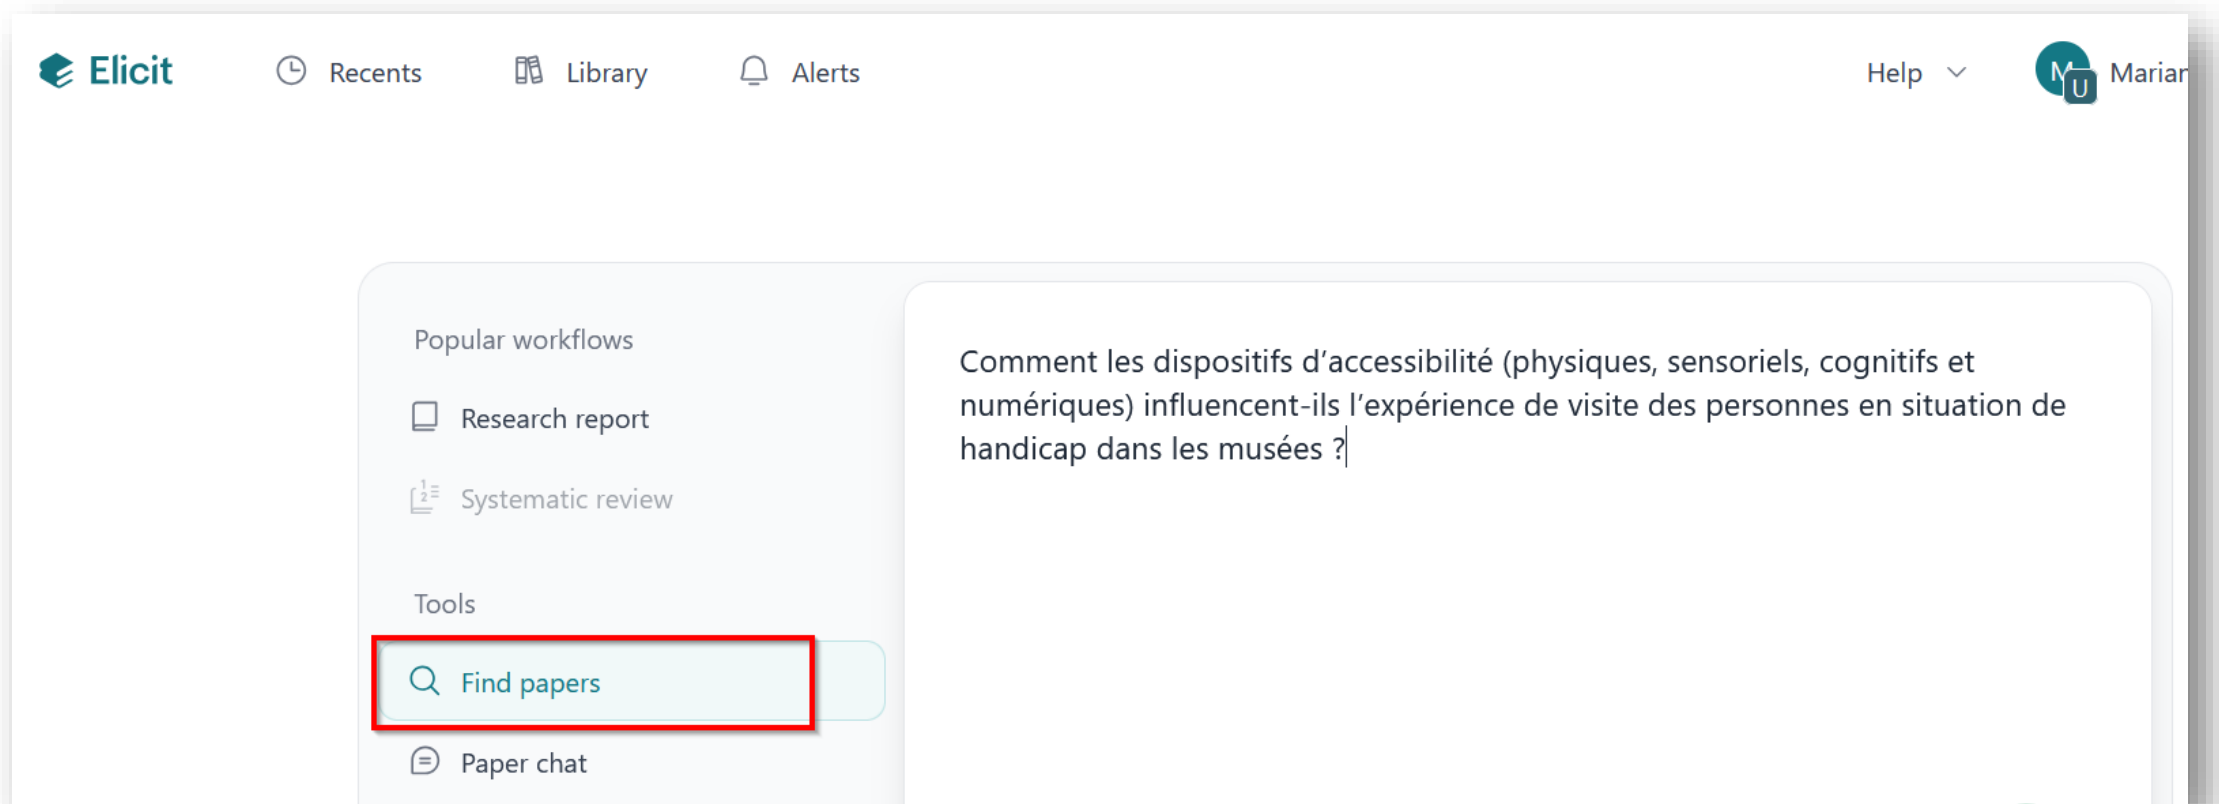 Elicit
Recents
Library
Alerts
Help
M
U
Popular workflows
Research report
Systematic review
Tools
Find papers
Paper chat
Comment les dispositifs d’accessibilité (physiques, sensoriels, cognitifs et
numériques) influencent-ils l’expérience de visite des personnes en situation de
handicap dans les musées ?